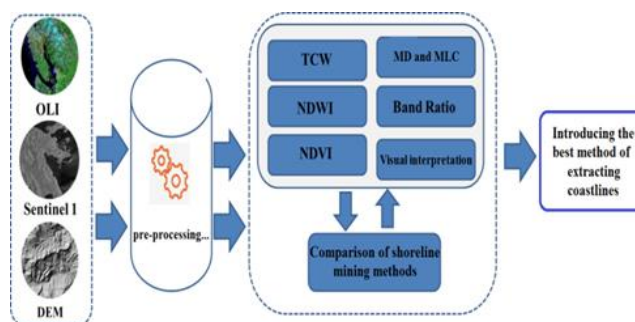 OLI
Sentinel 1
DEM
pre-processing...
TCW
MD and MLC
NDWI
Band Ratio
NDVI
Visual interpretation
Comparison of shoreline
mining methods
Introducing the
best method of
extracting
coastlines